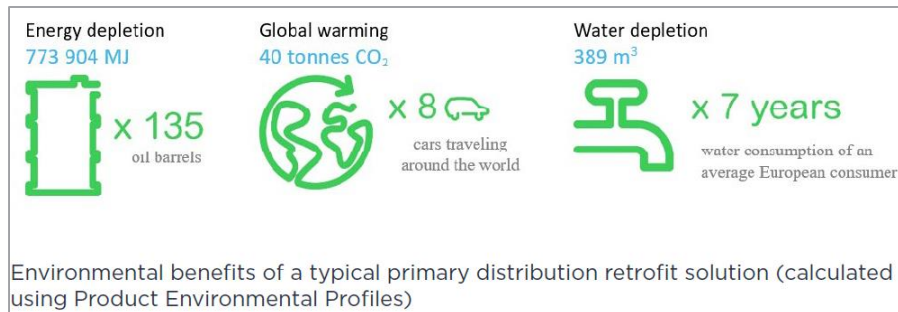 Energy depletion
773 904 MJ
x 135
oil barrels
Global warming
40 tonnes CO₂
x 8
cars traveling
around the world
Water depletion
389 m³
x 7 years
water consumption of an
average European consumer
Environmental benefits of a typical primary distribution retrofit solution (calculated
using Product Environmental Profiles)